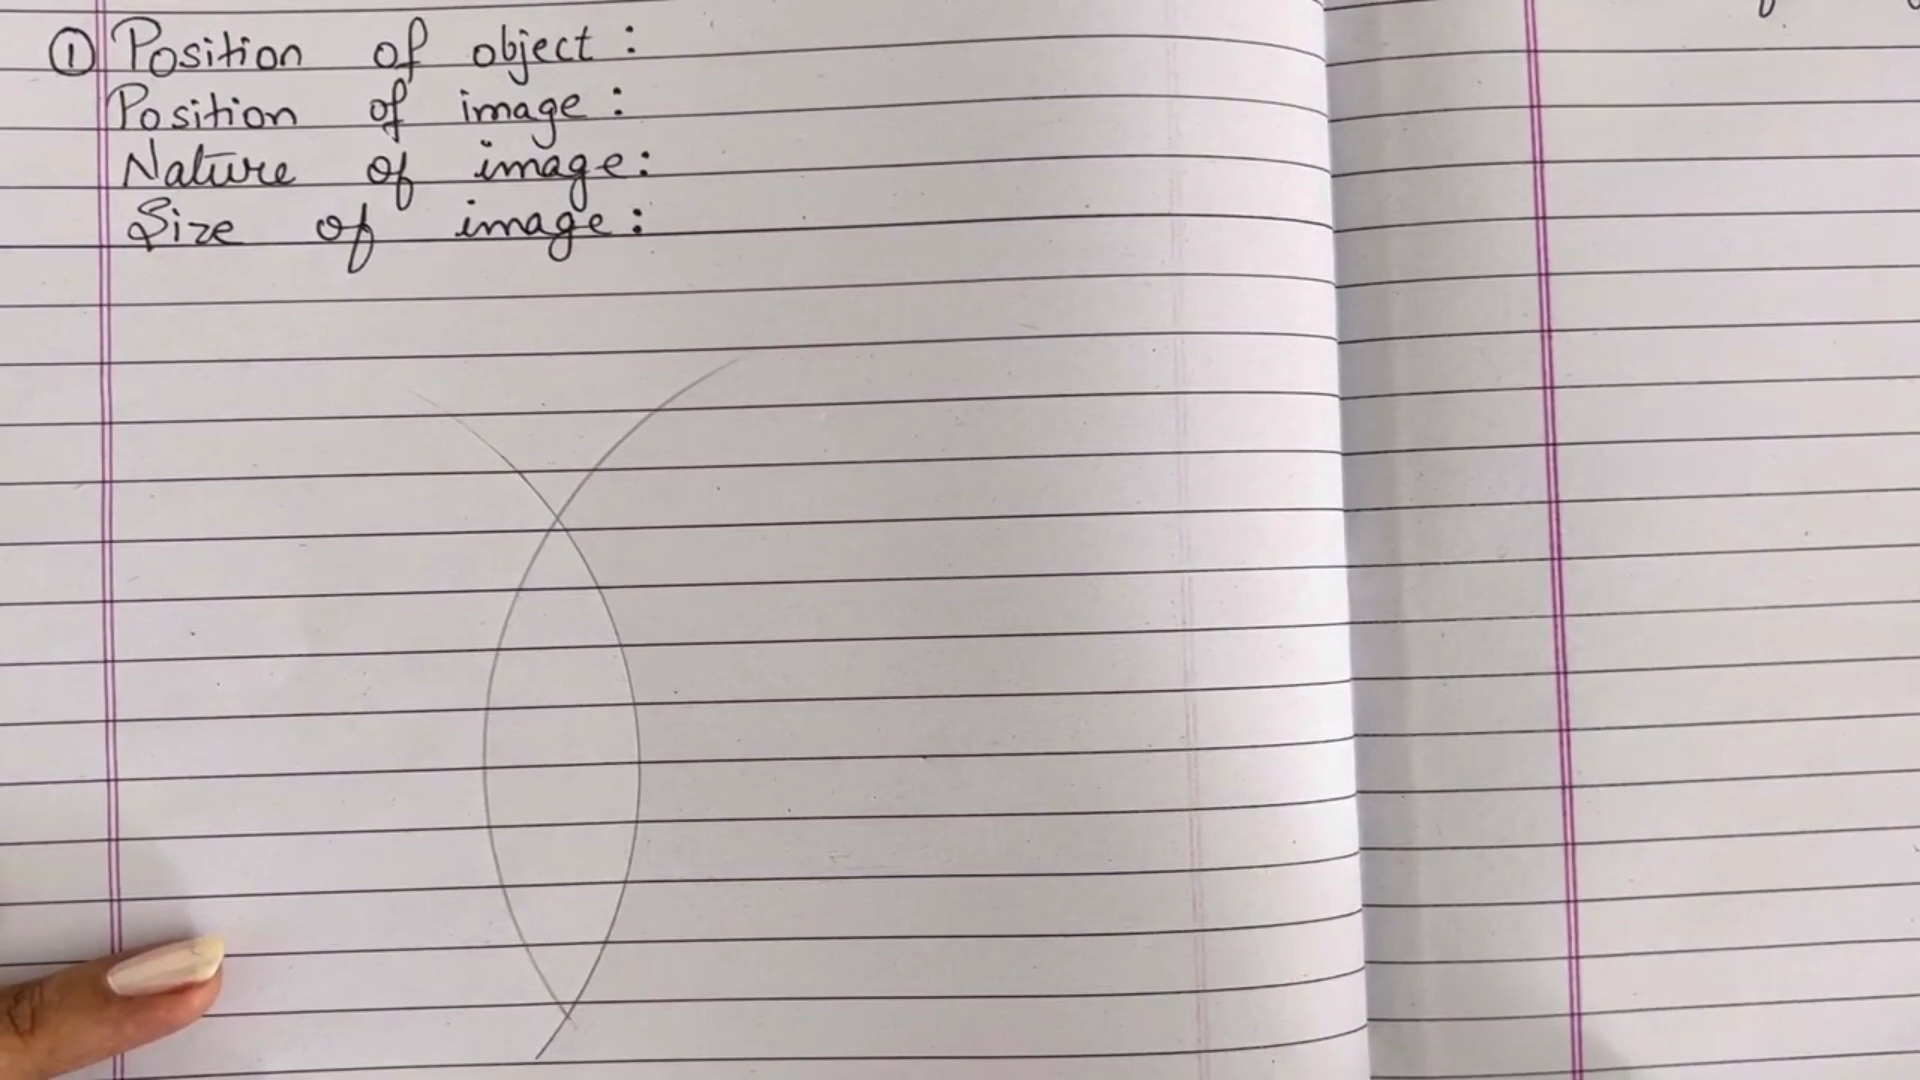 ① Position of object :
Position of image :
Nature of image :
Size of image :